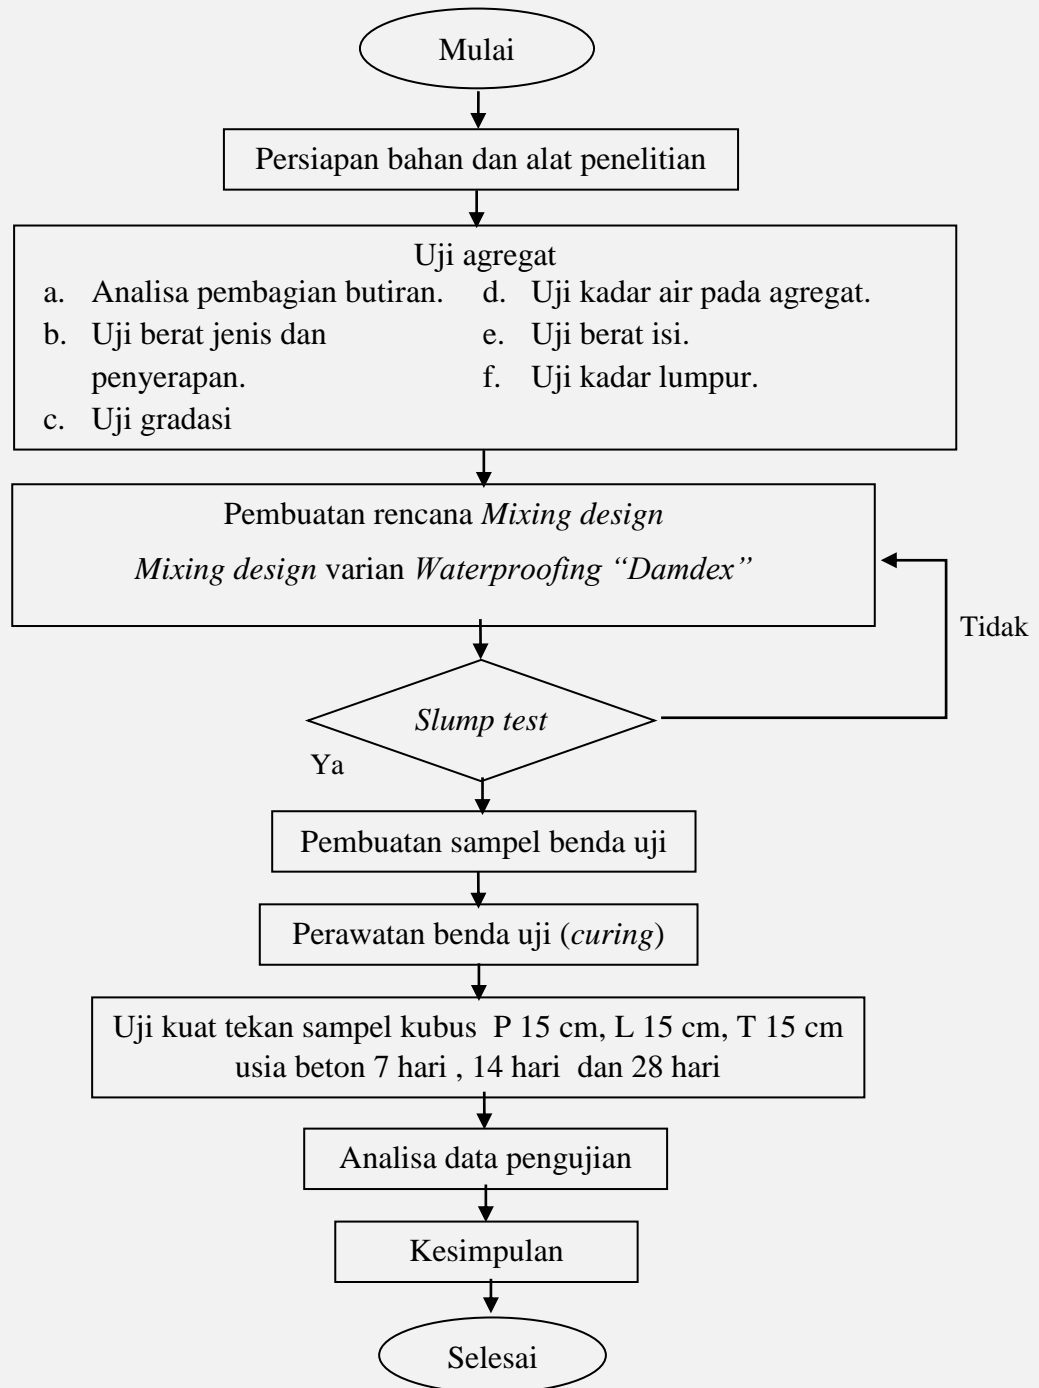 Mulai
Persiapan bahan dan alat penelitian
Uji agregat
a. Analisa pembagian butiran.
b. Uji berat jenis dan
penyerapan.
c. Uji gradasi
d. Uji kadar air pada agregat.
e. Uji berat isi.
f. Uji kadar lumpur.
Pembuatan rencana Mixing design
Mixing design varian Waterproofing “Damdex”
Tidak
Slump test
Ya
Pembuatan sampel benda uji
Perawatan benda uji (curing)
Uji kuat tekan sampel kubus P 15 cm, L 15 cm, T 15 cm
usia beton 7 hari , 14 hari dan 28 hari
Analisa data pengujian
Kesimpulan
Selesai